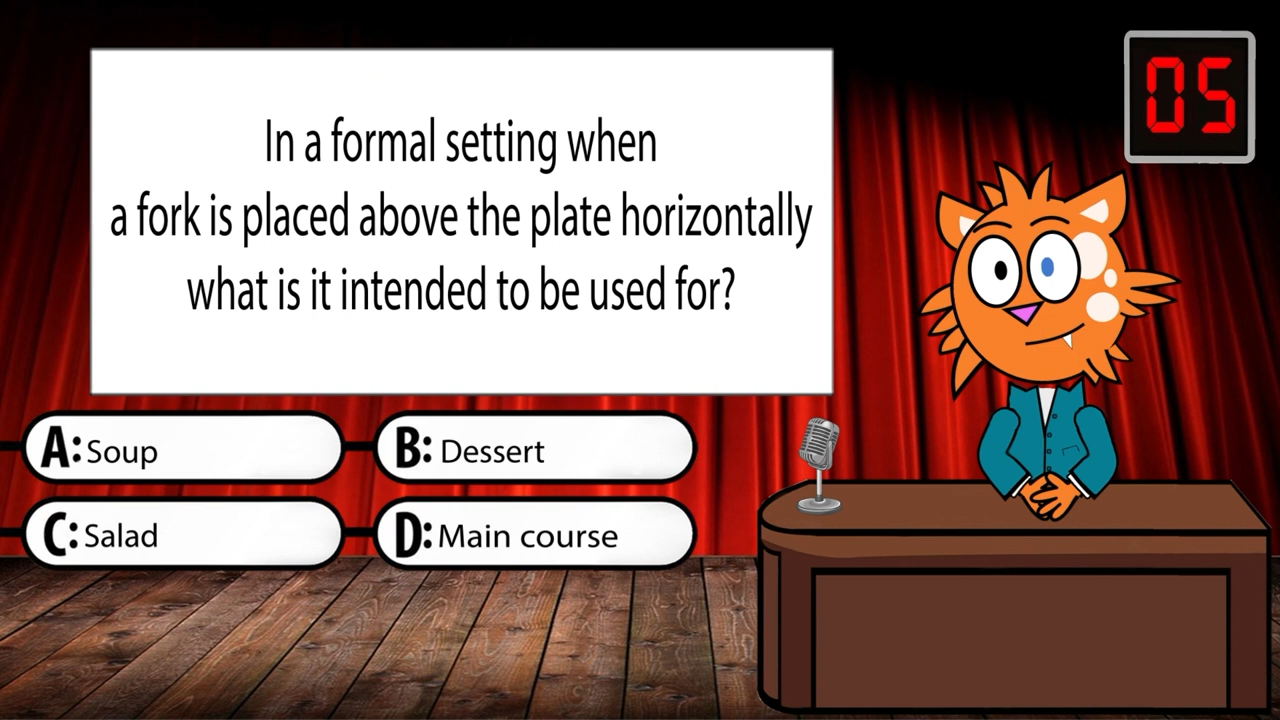 05
In a formal setting when
a fork is placed above the plate horizontally
what is it intended to be used for?
A: Soup
B: Dessert
C: Salad
D: Main course